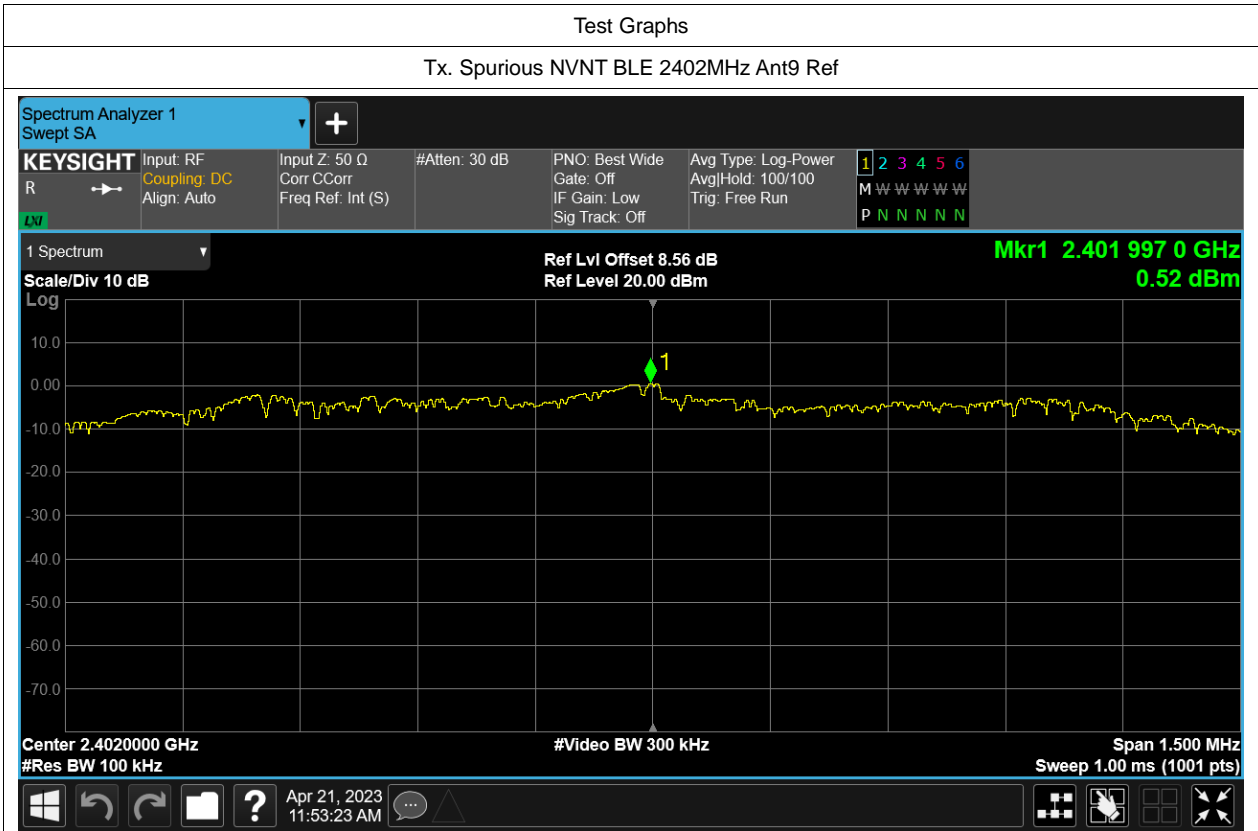 Test Graphs
Tx. Spurious NVNT BLE 2402MHz Ant9 Ref
Spectrum Analyzer 1
Swept SA
KEYSIGHT
R
LXI
Input: RF
Coupling: DC
Align: Auto
Input Z: 50 Ω
Corr CCorr
Freq Ref: Int (S)
#Atten: 30 dB
PNO: Best Wide
Gate: Off
IF Gain: Low
Sig Track: Off
Avg Type: Log-Power
Avg|Hold: 100/100
Trig: Free Run
1 2 3 4 5 6
M W W W W W
P N N N N N
1 Spectrum
Scale/Div 10 dB
Log
Ref Lvl Offset 8.56 dB
Ref Level 20.00 dBm
Mkr1 2.401 997 0 GHz
0.52 dBm
10.0
0.00
-10.0
-20.0
-30.0
-40.0
-50.0
-60.0
-70.0
1
Center 2.4020000 GHz
#Res BW 100 kHz
#Video BW 300 kHz
Span 1.500 MHz
Sweep 1.00 ms (1001 pts)
?
Apr 21, 2023
11:53:23 AM